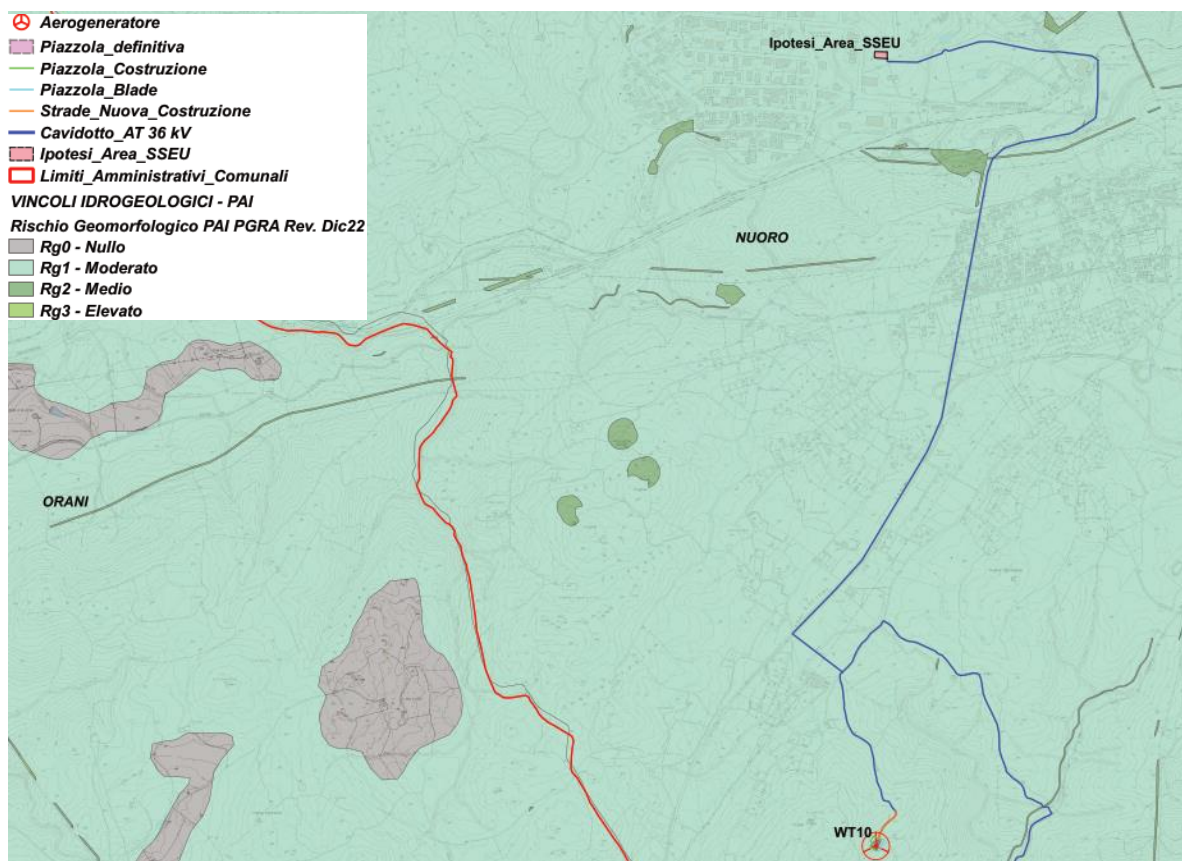 Aerogeneratore
Piazzola_definitiva
Piazzola_Costruzione
Piazzola_Blade
Strade_Nuova_Costruzione
Cavidotto_AT 36 kV
Ipotesi_Area_SSEU
Limiti_Amministrativi_Comunali
VINCOLI IDROGEOLOGICI - PAI
Rischio Geomorfologico PAI PGRA Rev. Dic22
Rg0 - Nullo
Rg1 - Moderato
Rg2 - Medio
Rg3 - Elevato
Ipotesi_Area_SSEU
NUORO
ORANI
WT10